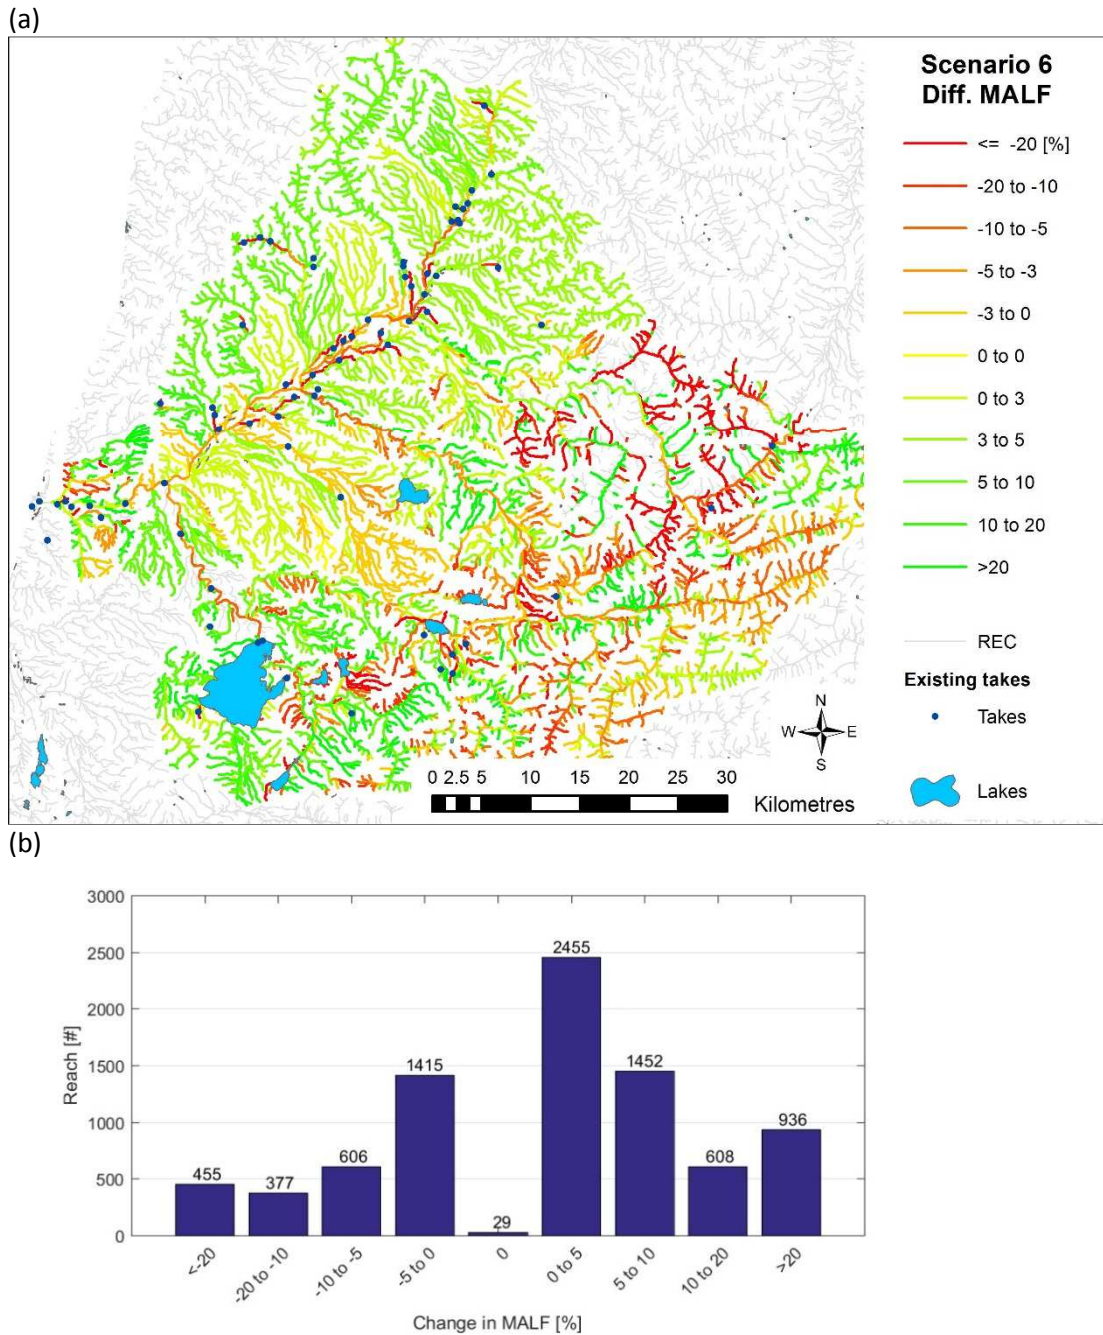 (a)
Scenario 6
Diff. MALF
<= -20 [%]
-20 to -10
-10 to -5
-5 to -3
-3 to 0
0 to 0
0 to 3
3 to 5
5 to 10
10 to 20
>20
REC
Existing takes
Takes
Lakes
N
W E
S
0 2.5 5 10 15 20 25 30
Kilometres
(b)
3000
2500
2000
1500
1000
500
0
Reach [#]
455
377
606
1415
29
2455
1452
608
936
<-20
-20 to -10
-10 to -5
-5 to 0
0
0 to 5
5 to 10
10 to 20
>20
Change in MALF [%]